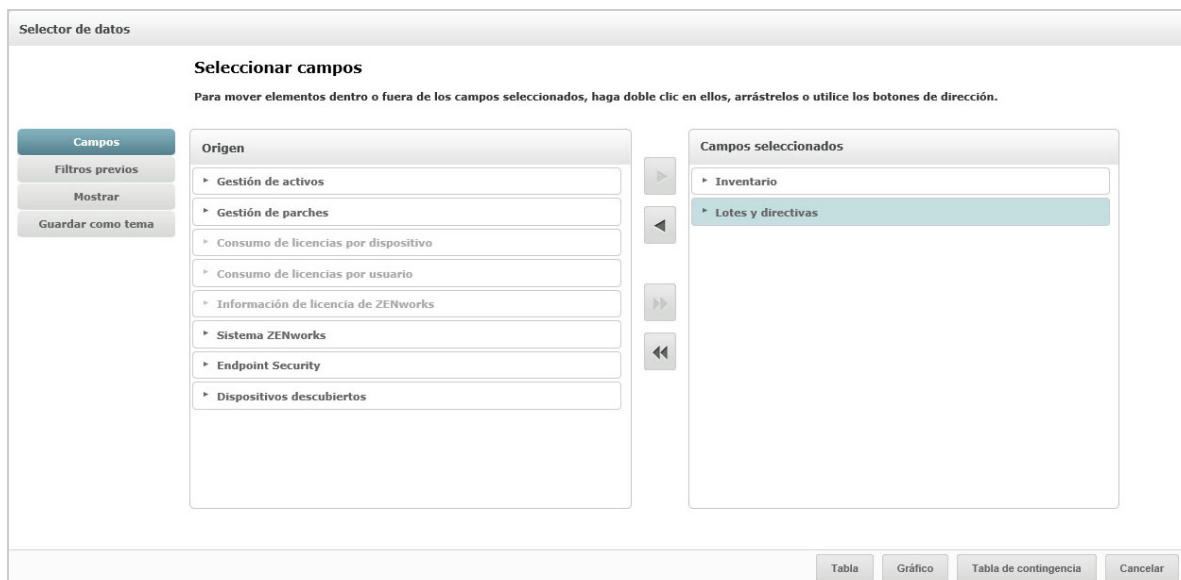 Selector de datos
Seleccionar campos
Para mover elementos dentro o fuera de los campos seleccionados, haga doble clic en ellos, arrástrelos o utilice los botones de dirección.
Campos
Filtros previos
Mostrar
Guardar como tema
Origen
Gestión de activos
Gestión de parches
Consumo de licencias por dispositivo
Consumo de licencias por usuario
Información de licencia de ZENworks
Sistema ZENworks
Endpoint Security
Dispositivos descubiertos
Campos seleccionados
Inventario
Lotes y directivas
Tabla
Gráfico
Tabla de contingencia
Cancelar